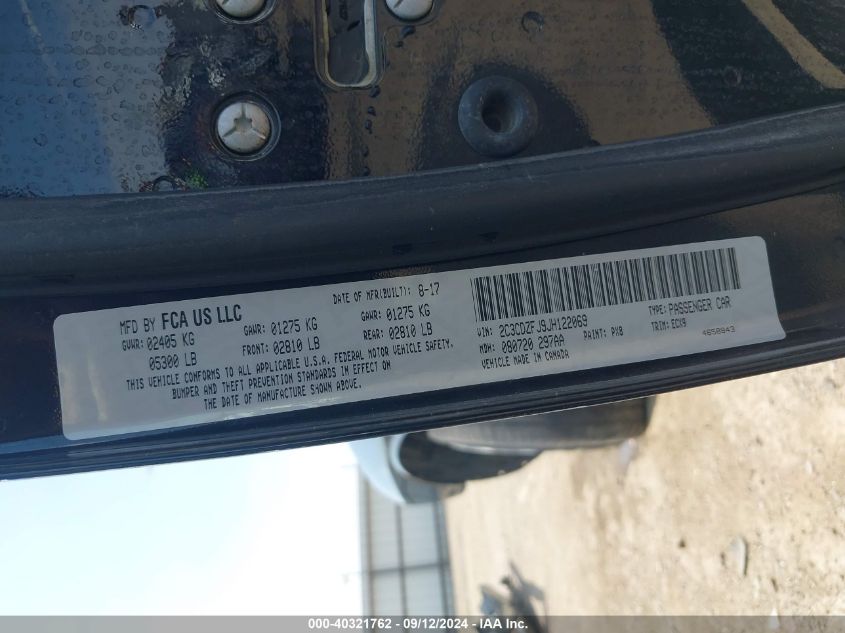 MFD BY FCA US LLC
DATE OF MFR(BUILT): 8-17
GVWR: 02405 KG
05300 LB
GAWR: 01275 KG
FRONT: 02810 LB
GAWR: 01275 KG
REAR: 02810 LB
THIS VEHICLE CONFORMS TO ALL APPLICABLE U.S.A. FEDERAL MOTOR VEHICLE SAFETY,
BUMPER AND THEFT PREVENTION STANDARDS IN EFFECT ON
THE DATE OF MANUFACTURE SHOWN ABOVE.
VIN: 2C3CDZFJ9JH122069
TYPE: PASSENGER CAR
MDH: 090720 297AA
PAINT: PX8
TRIM: ECX9
VEHICLE MADE IN CANADA
4658943
000-40321762 - 09/12/2024 - IAA, Inc.